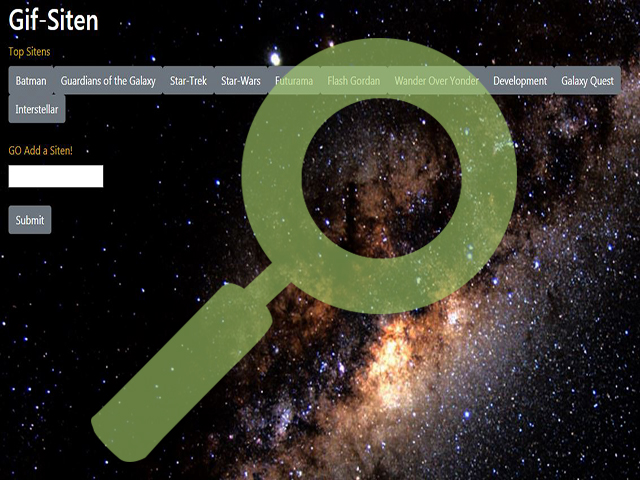 Gif-Siten
Top Sitens
Batman Guardians of the Galaxy Star-Trek Star-Wars Futurama Flash Gordan Wander Over Yonder Development Galaxy Quest
Interstellar
GO Add a Siten!
Submit